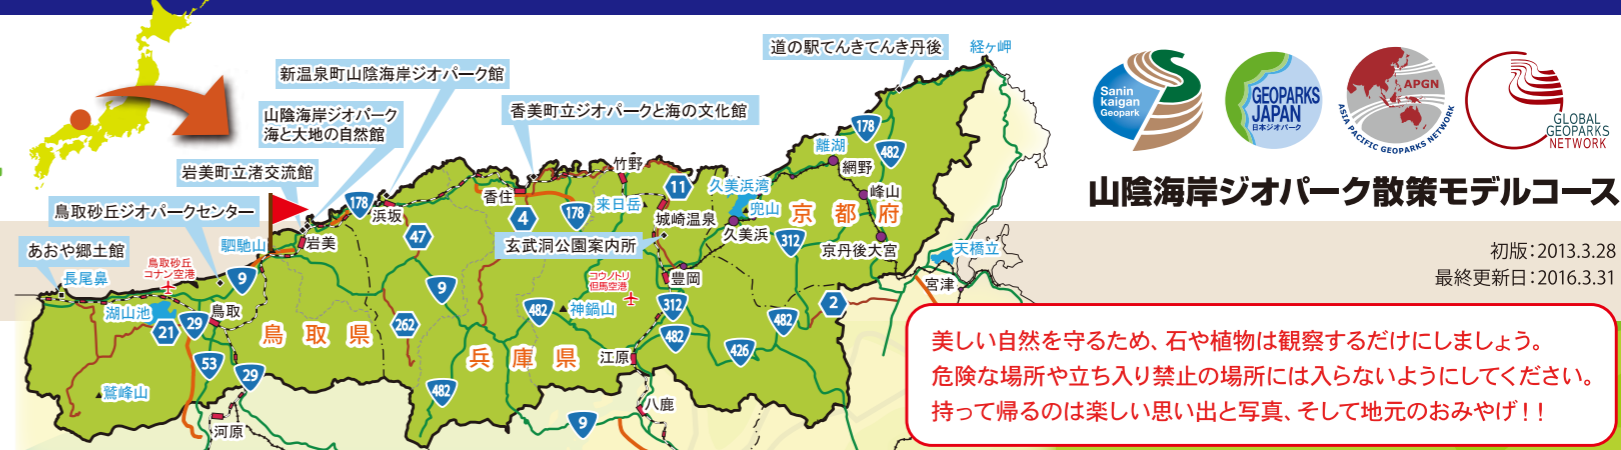 道の駅てんきてんき丹後
経ヶ岬
新温泉町山陰海岸ジオパーク館
山陰海岸ジオパーク
海と大地の自然館
香美町立ジオパークと海の文化館
岩美町立渚交流館
鳥取砂丘ジオパークセンター
あおや郷土館
玄武洞公園案内所
Sanin
kaigan
Geopark
GEOPARKS
JAPAN
日本ジオパーク
APGN
ASIA PACIFIC GEOPARKS NETWORK
GLOBAL
GEOPARKS
NETWORK
山陰海岸ジオパーク散策モデルコース
初版：2013.3.28
最終更新日：2016.3.31
美しい自然を守るため、石や植物は観察するだけにしましょう。
危険な場所や立ち入り禁止の場所には入らないようにしてください。
持って帰るのは楽しい思い出と写真、そして地元のおみやげ！！
178
482
離湖
網野
峰山
竹野
11
久美浜湾
兜山
京都府
香住
来日岳
城崎温泉
178
浜坂
4
178
久美浜
312
京丹後大宮
天橋立
47
駟馳山
岩美
鳥取砂丘
コナン空港
長尾鼻
9
9
コウノトリ
但馬空港
豊岡
宮津
湖山池
鳥取
21
29
鳥取県
262
482
神鍋山
312
482
482
2
兵庫県
江原
426
53
29
鷲峰山
482
河原
9
八鹿